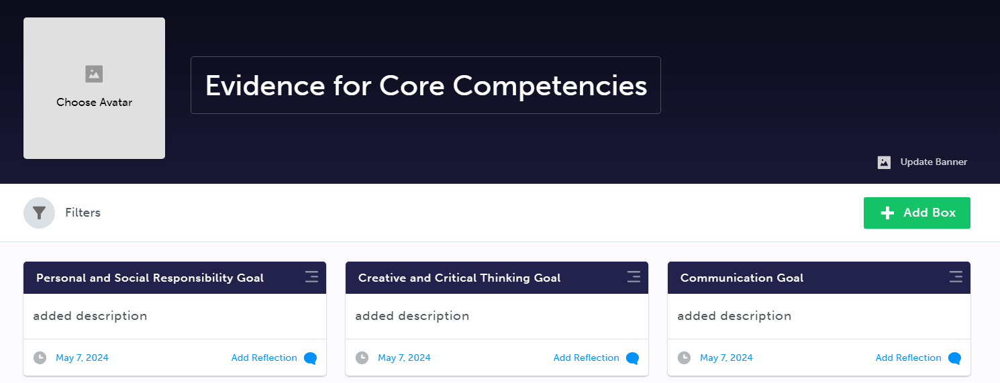 Choose Avatar
Evidence for Core Competencies
Update Banner
Filters
Add Box
Personal and Social Responsibility Goal
added description
May 7, 2024
Add Reflection
Creative and Critical Thinking Goal
added description
May 7, 2024
Add Reflection
Communication Goal
added description
May 7, 2024
Add Reflection